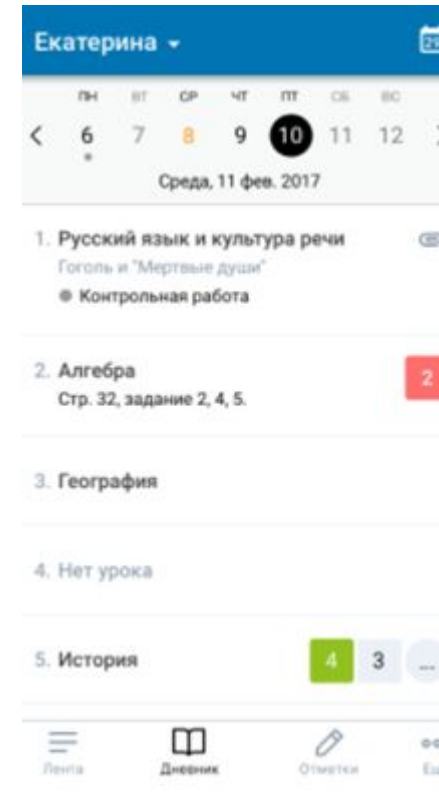 Екатерина
29
ПН ВТ СР ЧТ ПТ СБ ВС
6 7 8 9 10 11 12
Среда, 11 фев. 2017
1. Русский язык и культура речи
Гоголь и "Мертвые души"
Контрольная работа
2. Алгебра
2
Стр. 32, задание 2, 4, 5.
3. География
4. Нет урока
5. История 4 3 ...
Лента Дневник Отметки Ещ